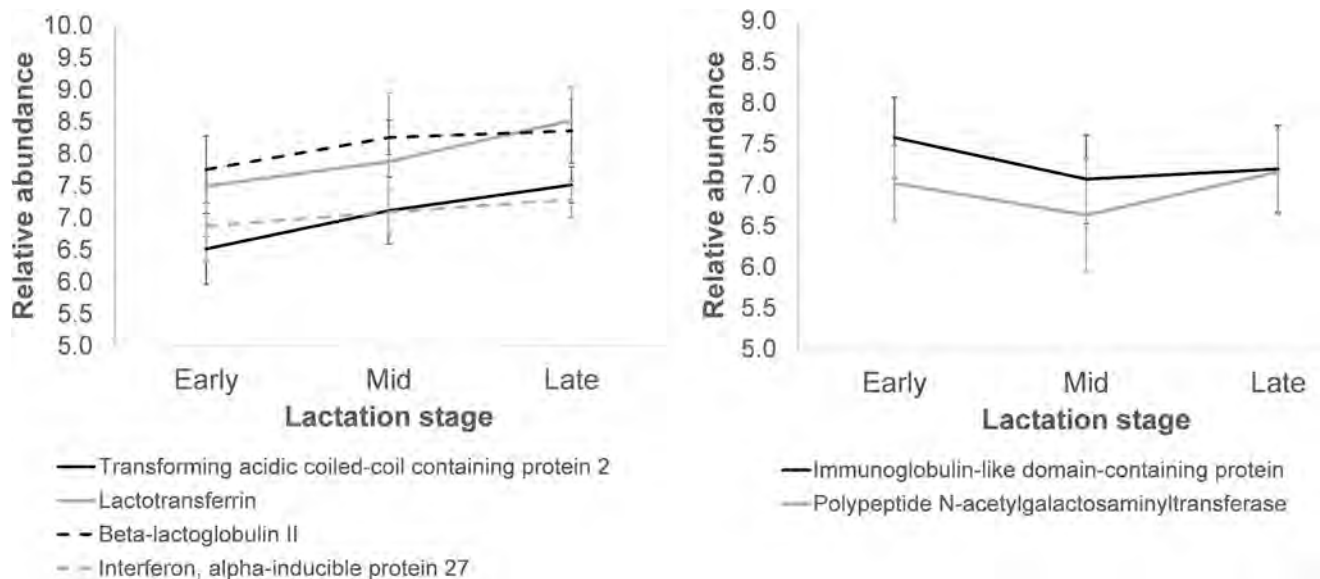 Relative abundance
10.0
9.5
9.0
8.5
8.0
7.5
7.0
6.5
6.0
5.5
5.0
Early Mid Late
Lactation stage
Transforming acidic coiled-coil containing protein 2
Lactotransferrin
Beta-lactoglobulin II
Interferon, alpha-inducible protein 27
Relative abundance
9.0
8.5
8.0
7.5
7.0
6.5
6.0
5.5
5.0
Early Mid Late
Lactation stage
Immunoglobulin-like domain-containing protein
Polypeptide N-acetylgalactosaminyltransferase